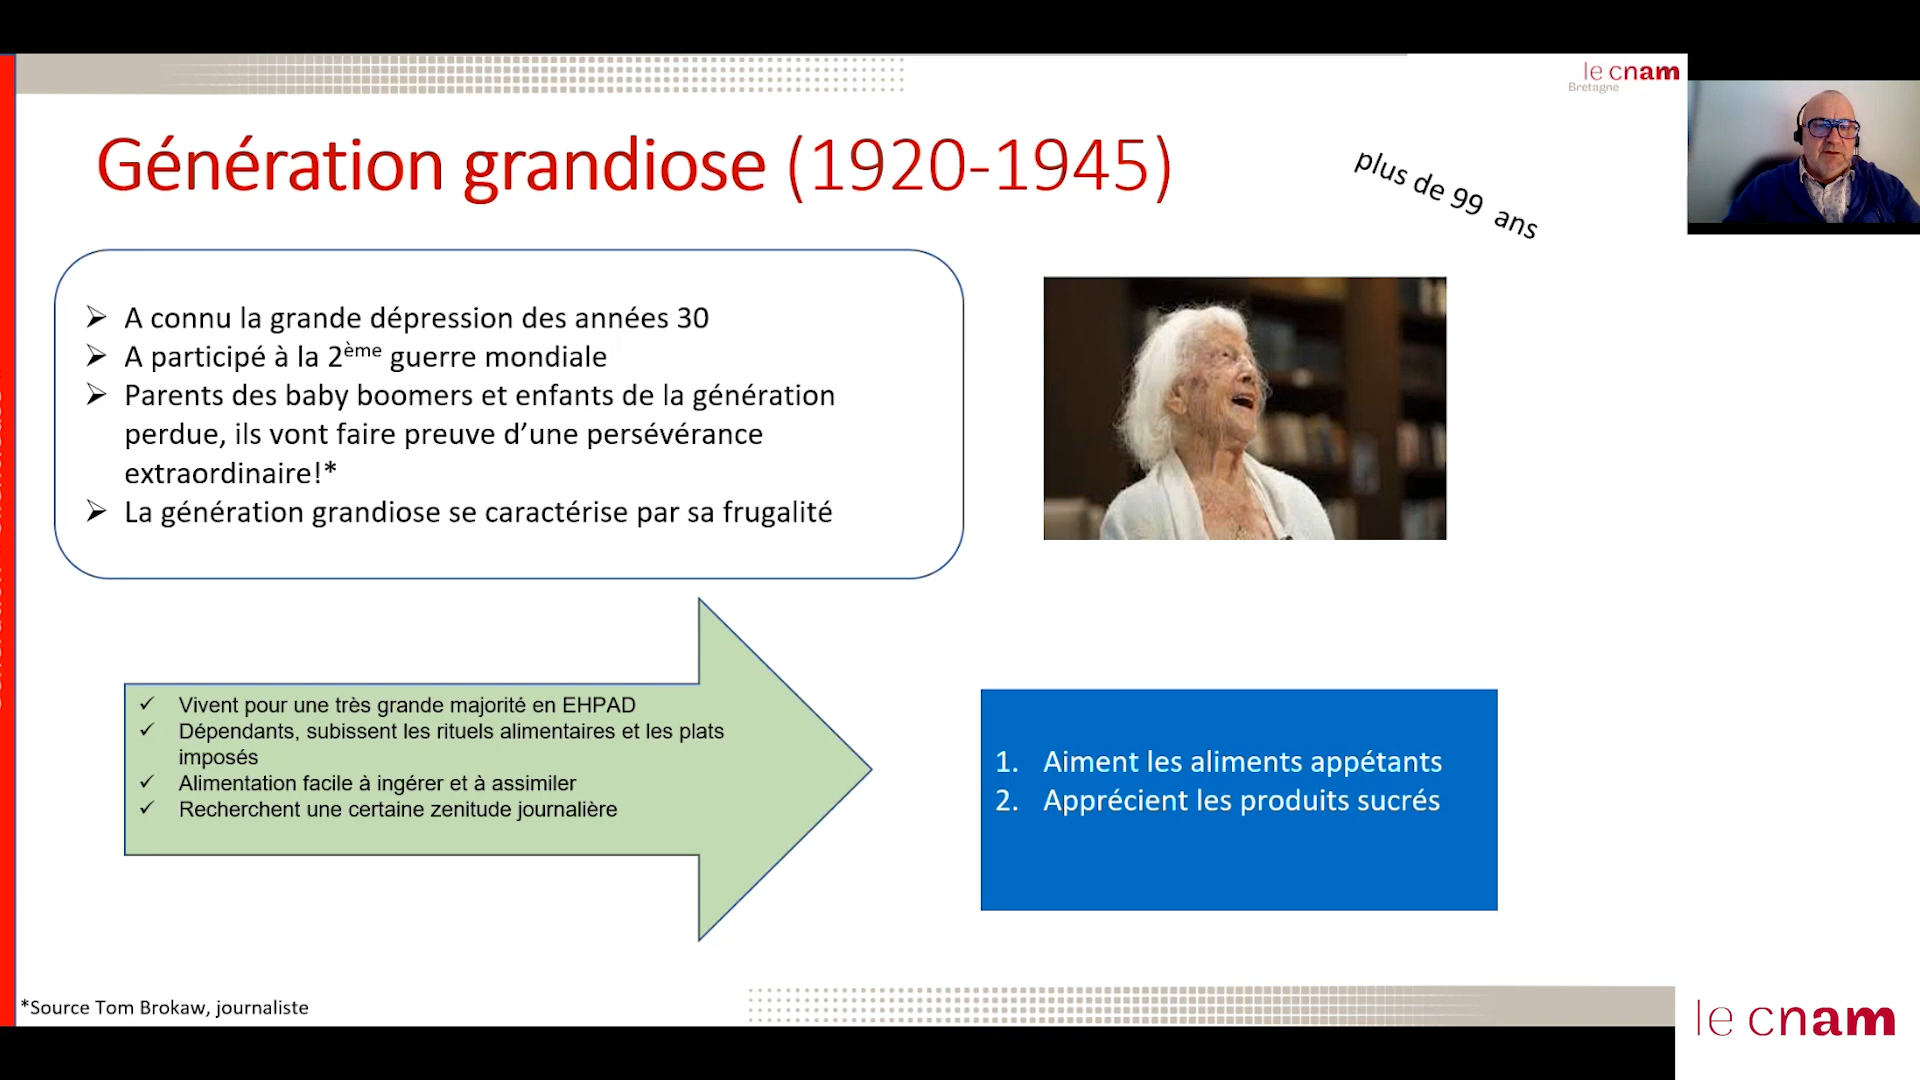 le cnam
Bretagne
Génération grandiose (1920-1945)
plus de 99 ans
➢ A connu la grande dépression des années 30
➢ A participé à la 2ème guerre mondiale
➢ Parents des baby boomers et enfants de la génération
perdue, ils vont faire preuve d’une persévérance
extraordinaire!*
➢ La génération grandiose se caractérise par sa frugalité
✓ Vivent pour une très grande majorité en EHPAD
✓ Dépendants, subissent les rituels alimentaires et les plats
imposés
✓ Alimentation facile à ingérer et à assimiler
✓ Recherchent une certaine zenitude journalière
1. Aiment les aliments appétants
2. Apprécient les produits sucrés
*Source Tom Brokaw, journaliste
le cnam